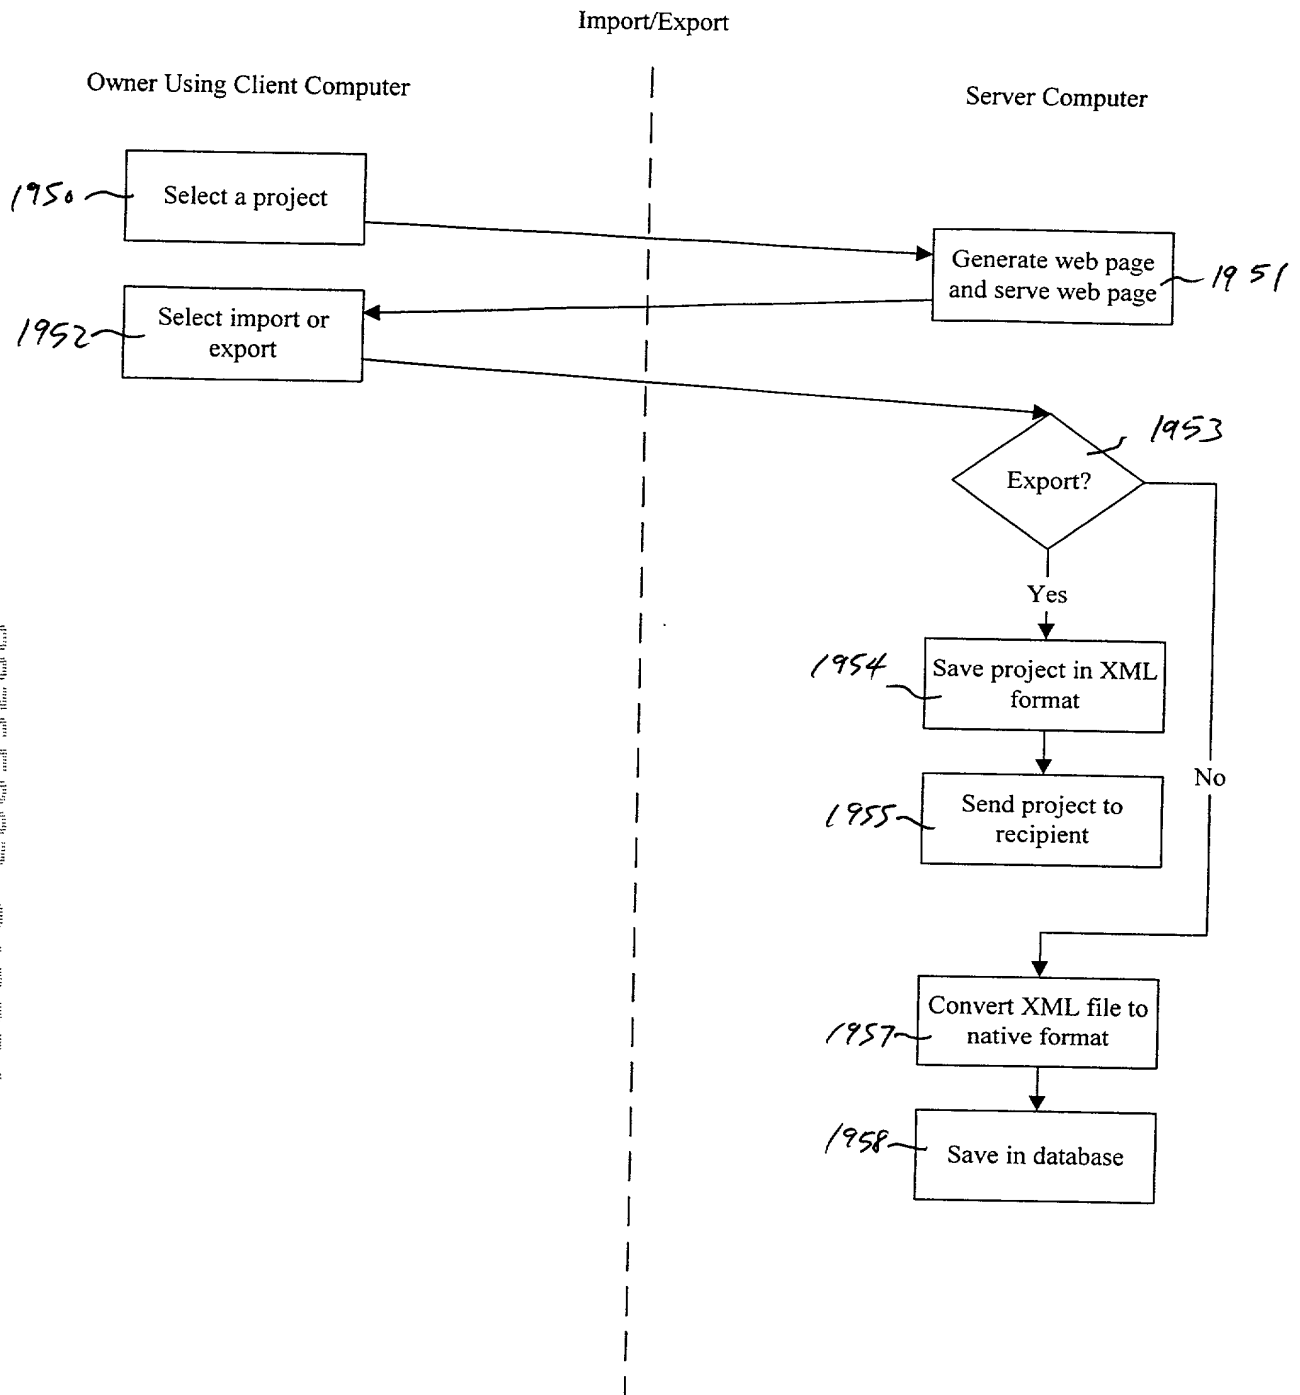 Import/Export
Owner Using Client Computer
Server Computer
1950
Select a project
Generate web page
and serve web page
1951
1952
Select import or
export
1953
Export?
Yes
1954
Save project in XML
format
No
1955
Send project to
recipient
Convert XML file to
native format
1957
1958
Save in database